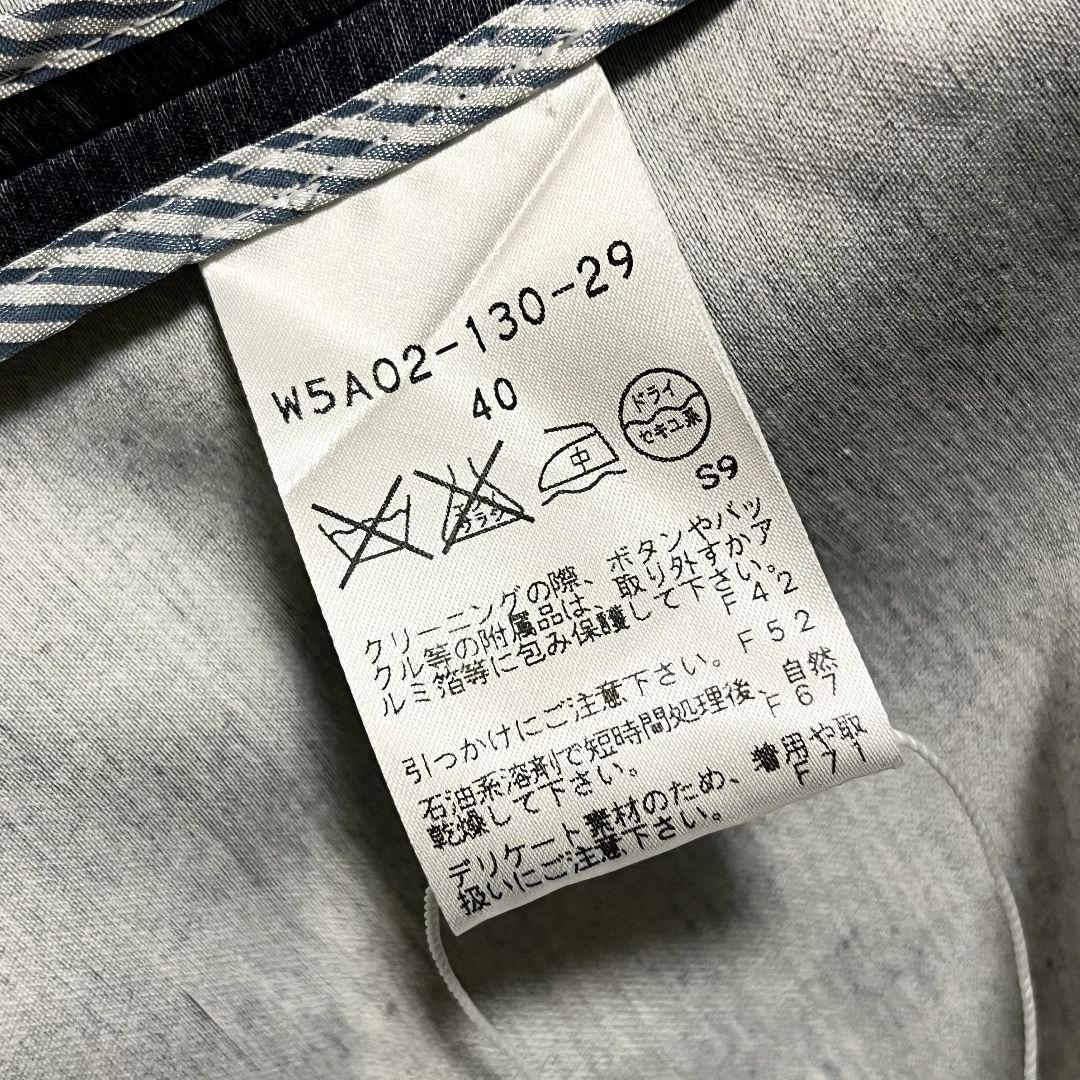 W5A02-130-29
40
エンソ
サラシ
中
ドライ
セキユ系
S9
クリーニングの際、ボタンやバッ
クル等の附属品は、取り外すかア
ルミ箔等に包み保護して下さい。
F42
引っかけにご注意下さい。 F52
石油系溶剤で短時間処理後、自然
乾燥して下さい。 F67
デリケート素材のため、着用や取
扱いにご注意下さい。 F71